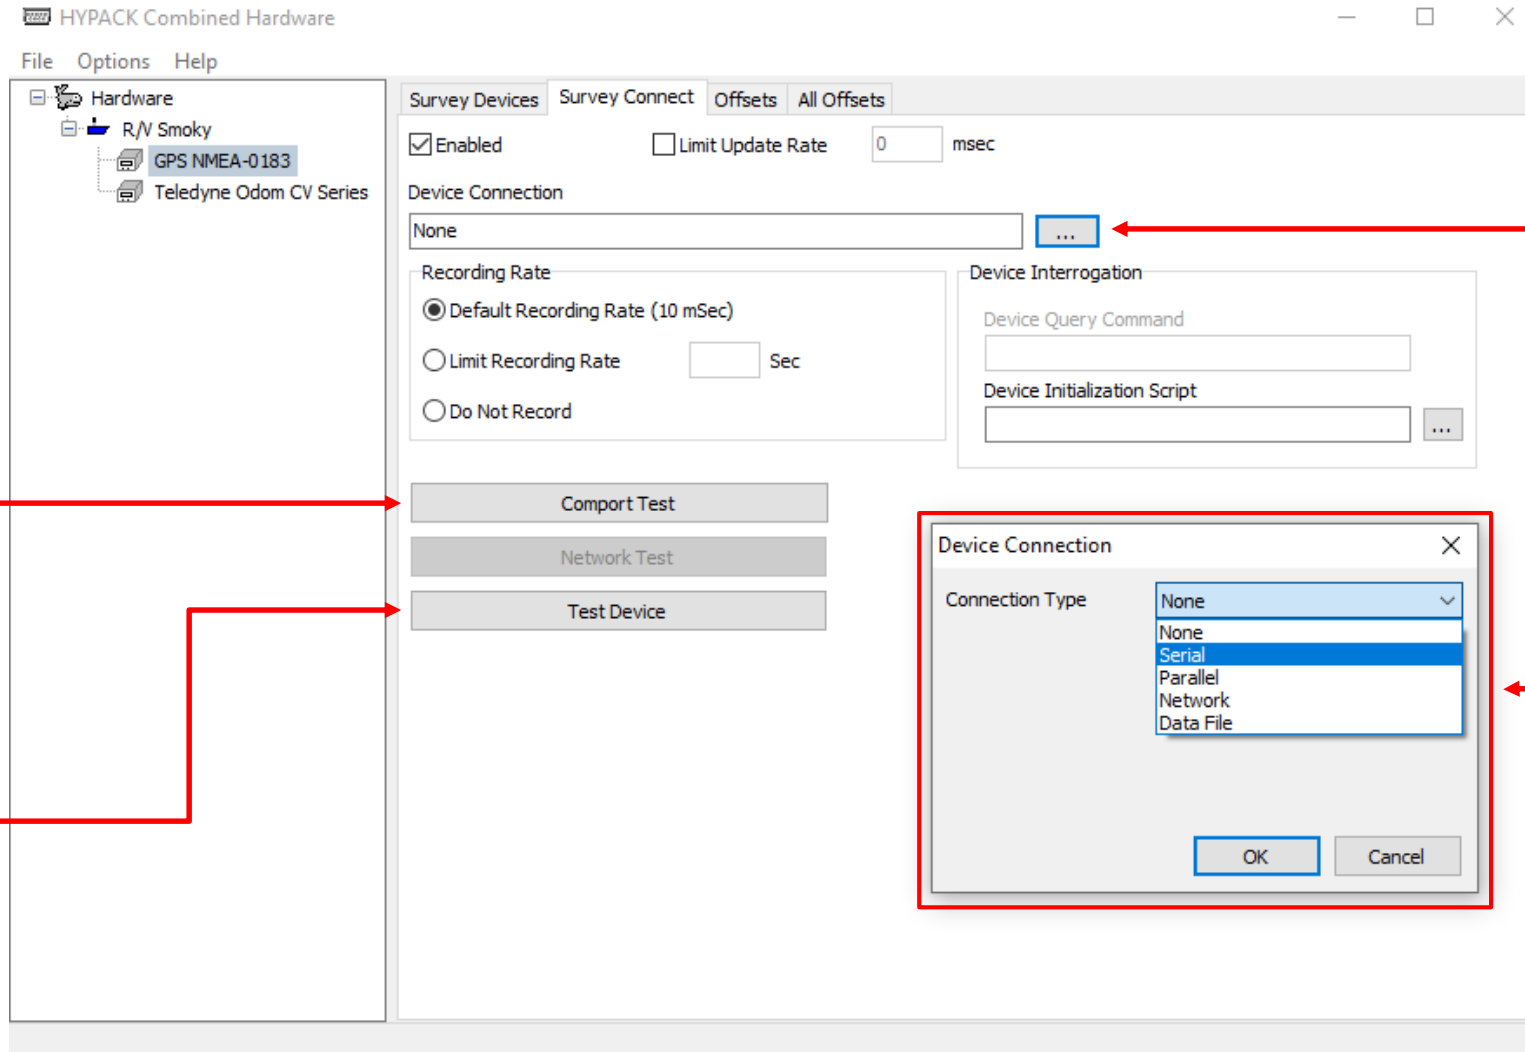 HYPACK Combined Hardware
File Options Help
Hardware
R/V Smoky
GPS NMEA-0183
Teledyne Odom CV Series
Survey Devices Survey Connect Offsets All Offsets
Enabled Limit Update Rate 0 msec
Device Connection
None ...
Recording Rate
Default Recording Rate (10 mSec)
Limit Recording Rate Sec
Do Not Record
Device Interrogation
Device Query Command
Device Initialization Script
...
Comport Test
Network Test
Test Device
Device Connection
Connection Type None
None
Serial
Parallel
Network
Data File
OK Cancel